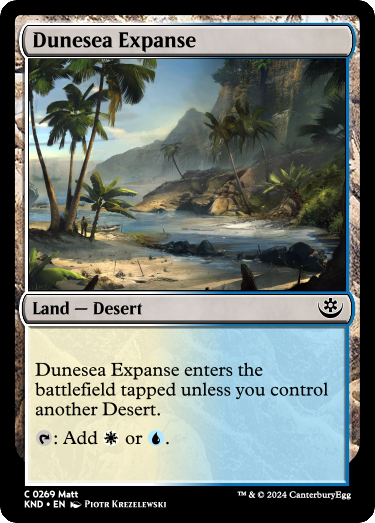 Dunesea Expanse
Land — Desert
Dunesea Expanse enters the
battlefield tapped unless you control
another Desert.
: Add or .
C 0269 Matt
KND • EN Piotr Krezelewski
™ & © 2024 CanterburyEgg